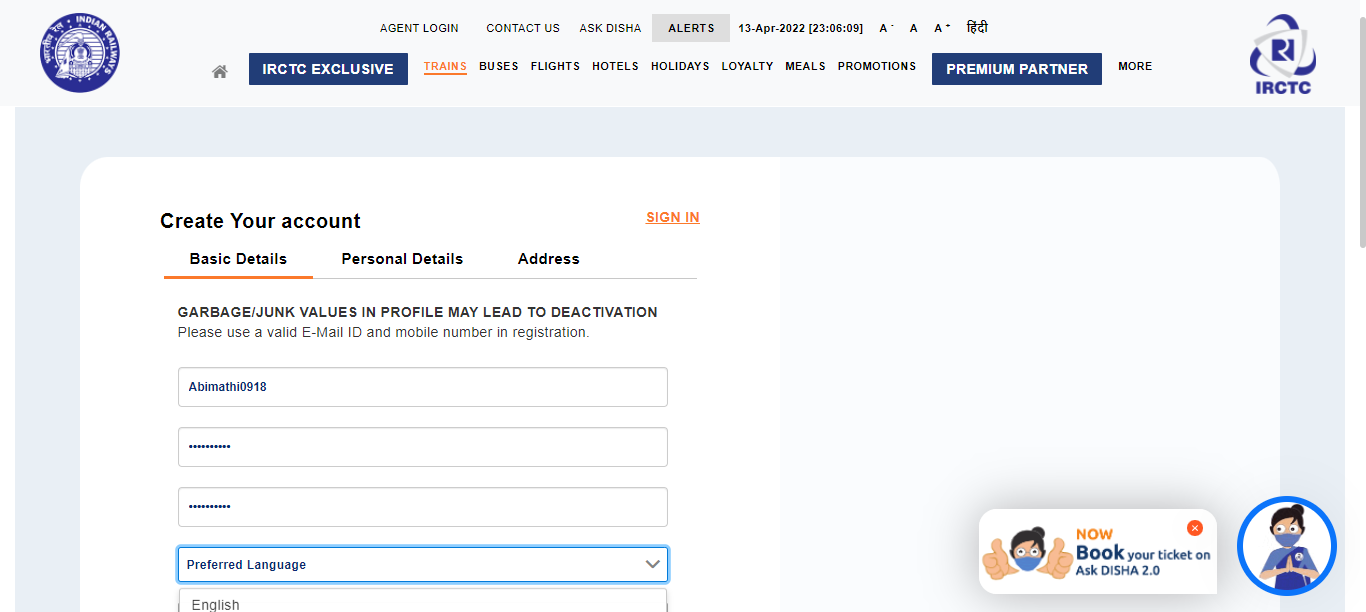 AGENT LOGIN CONTACT US ASK DISHA ALERTS 13-Apr-2022 [23:06:09] A- A A+ हिंदी
भारतीय रेल INDIAN RAILWAYS
IRCTC EXCLUSIVE TRAINS BUSES FLIGHTS HOTELS HOLIDAYS LOYALTY MEALS PROMOTIONS PREMIUM PARTNER MORE
IRCTC
Create Your account SIGN IN
Basic Details Personal Details Address
GARBAGE/JUNK VALUES IN PROFILE MAY LEAD TO DEACTIVATION
Please use a valid E-Mail ID and mobile number in registration.
Abimathi0918
••••••••••
••••••••••
Preferred Language
English
NOW
Book your ticket on
Ask DISHA 2.0